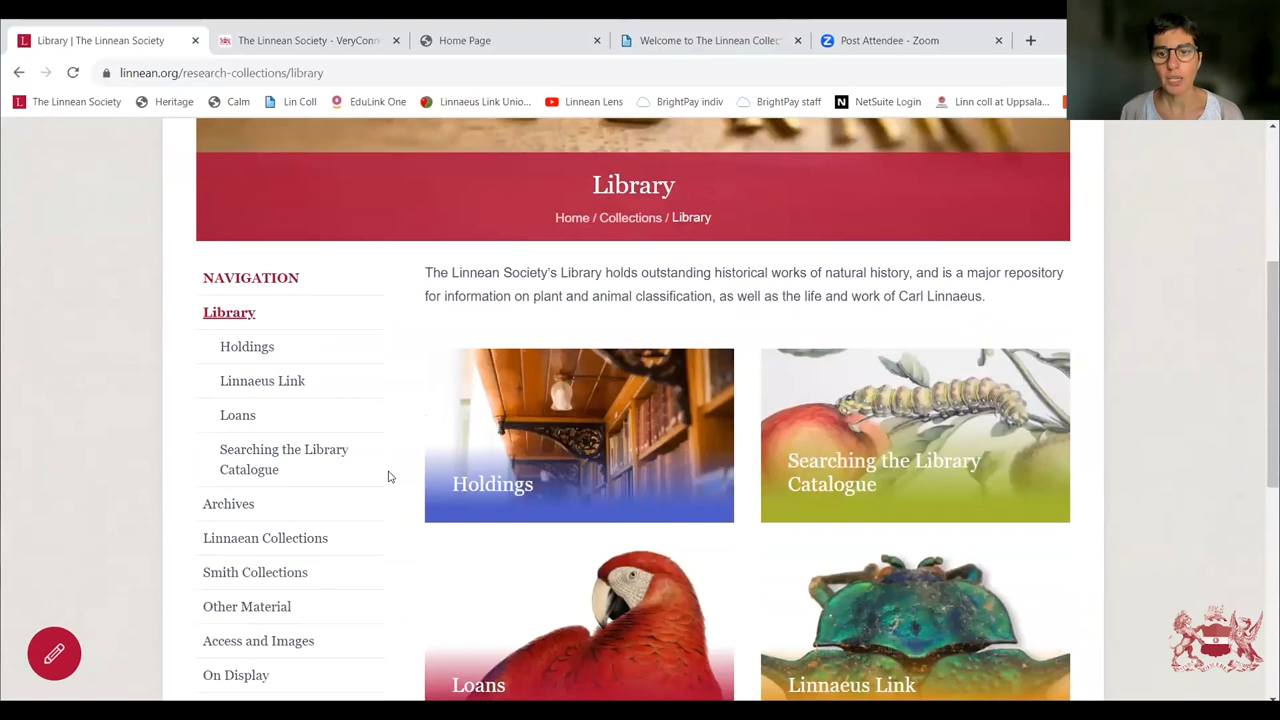 Library | The Linnean Society
The Linnean Society - VeryConn
Home Page
Welcome to The Linnean Collec
Post Attendee - Zoom
linnean.org/research-collections/library
The Linnean Society
Heritage
Calm
Lin Coll
EduLink One
Linnaeus Link Unio...
Linnean Lens
BrightPay indiv
BrightPay staff
NetSuite Login
Linn coll at Uppsala...
Library
Home / Collections / Library
NAVIGATION
Library
Holdings
Linnaeus Link
Loans
Searching the Library
Catalogue
Archives
Linnaean Collections
Smith Collections
Other Material
Access and Images
On Display
The Linnean Society's Library holds outstanding historical works of natural history, and is a major repository
for information on plant and animal classification, as well as the life and work of Carl Linnaeus.
Holdings
Searching the Library
Catalogue
Loans
Linnaeus Link